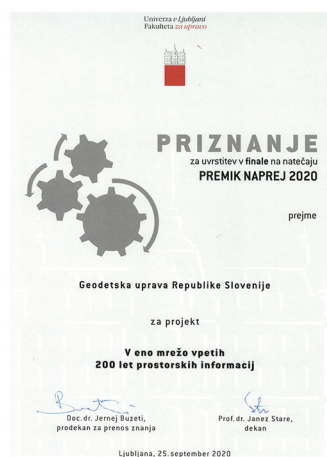 Univerza v Ljubljani
Fakulteta za upravo
PRIZNANJE
za uvrstitev v finale na natečaju
PREMIK NAPREJ 2020
prejme
Geodetska uprava Republike Slovenije
za projekt
V eno mrežo vpetih
200 let prostorskih informacij
Doc. dr. Jernej Buzeti,
prodekan za prenos znanja
Prof. dr. Janez Stare,
dekan
Ljubljana, 25. september 2020